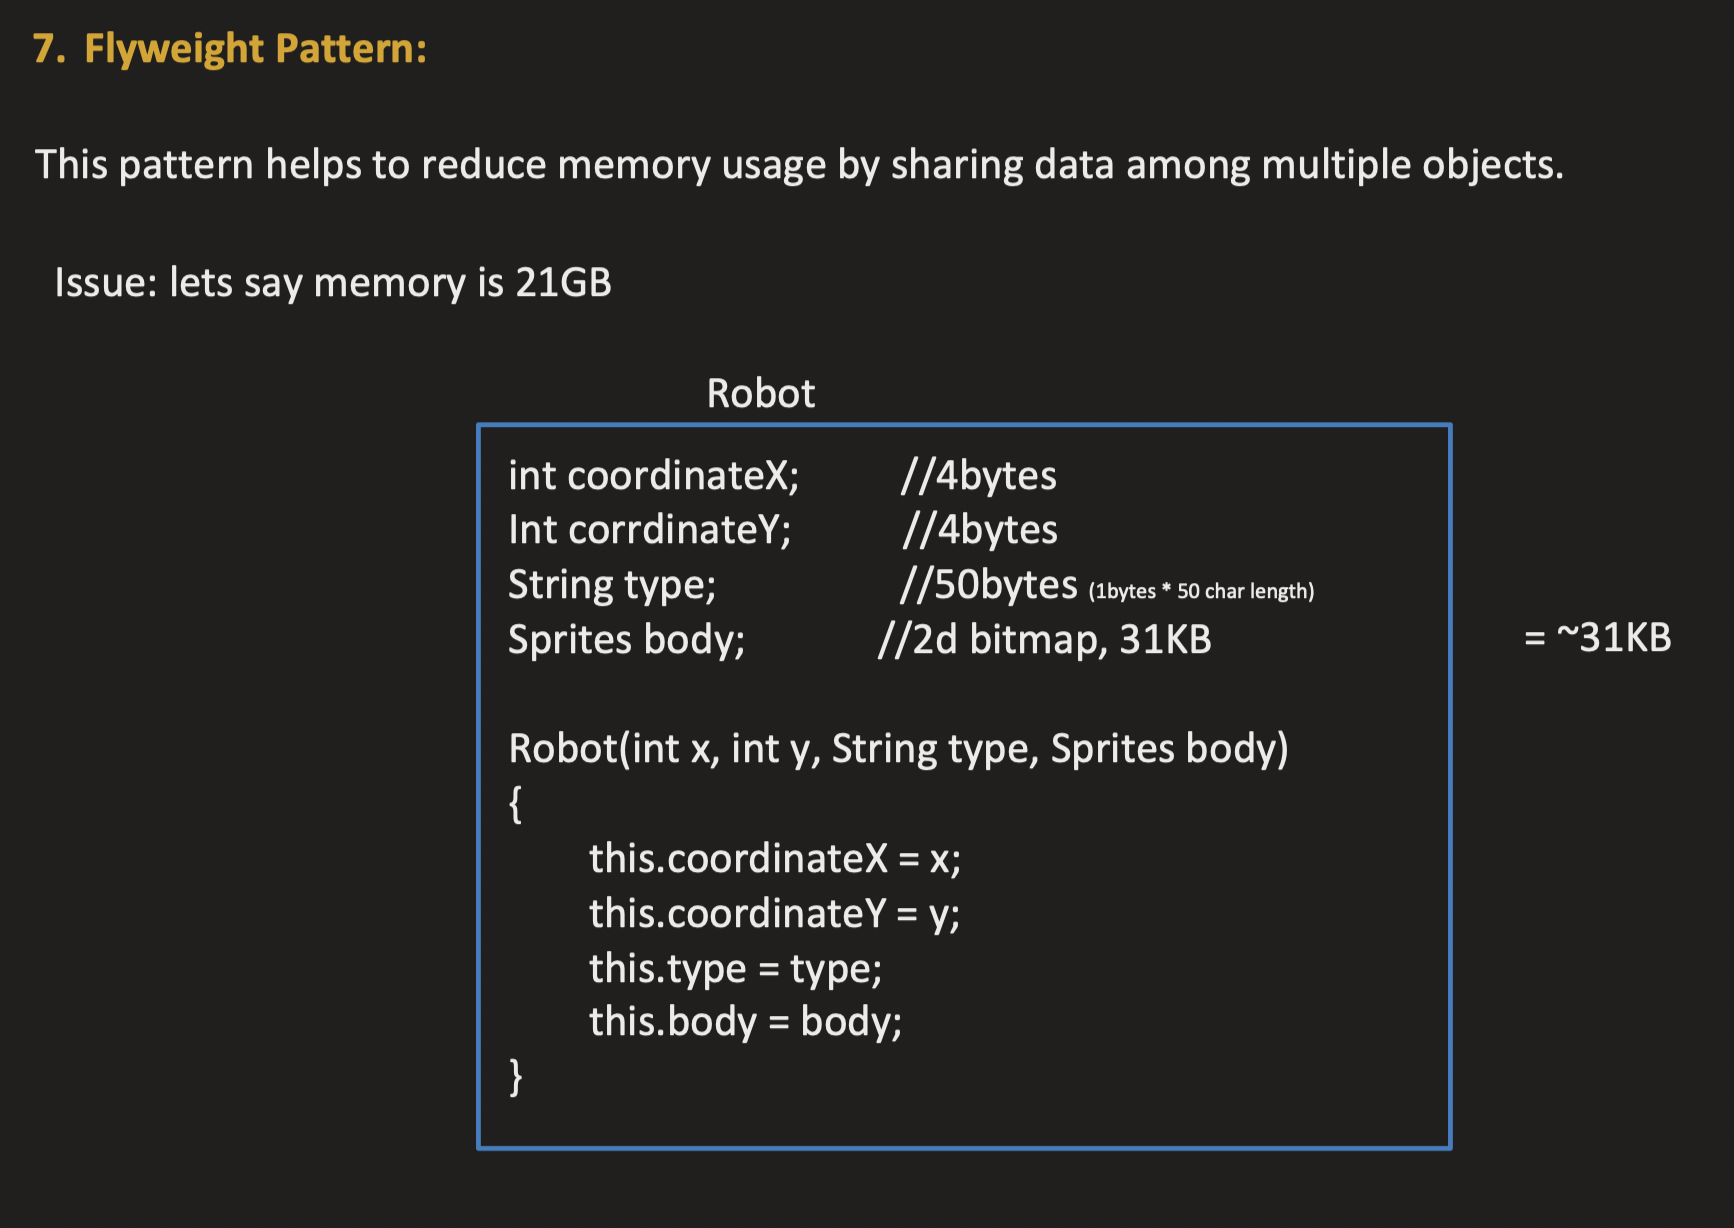 7. Flyweight Pattern:
This pattern helps to reduce memory usage by sharing data among multiple objects.
Issue: lets say memory is 21GB
Robot
int coordinateX; //4bytes
Int corrdinateY; //4bytes
String type; //50bytes (1bytes * 50 char length)
Sprites body; //2d bitmap, 31KB = ~31KB
Robot(int x, int y, String type, Sprites body)
{
this.coordinateX = x;
this.coordinateY = y;
this.type = type;
this.body = body;
}